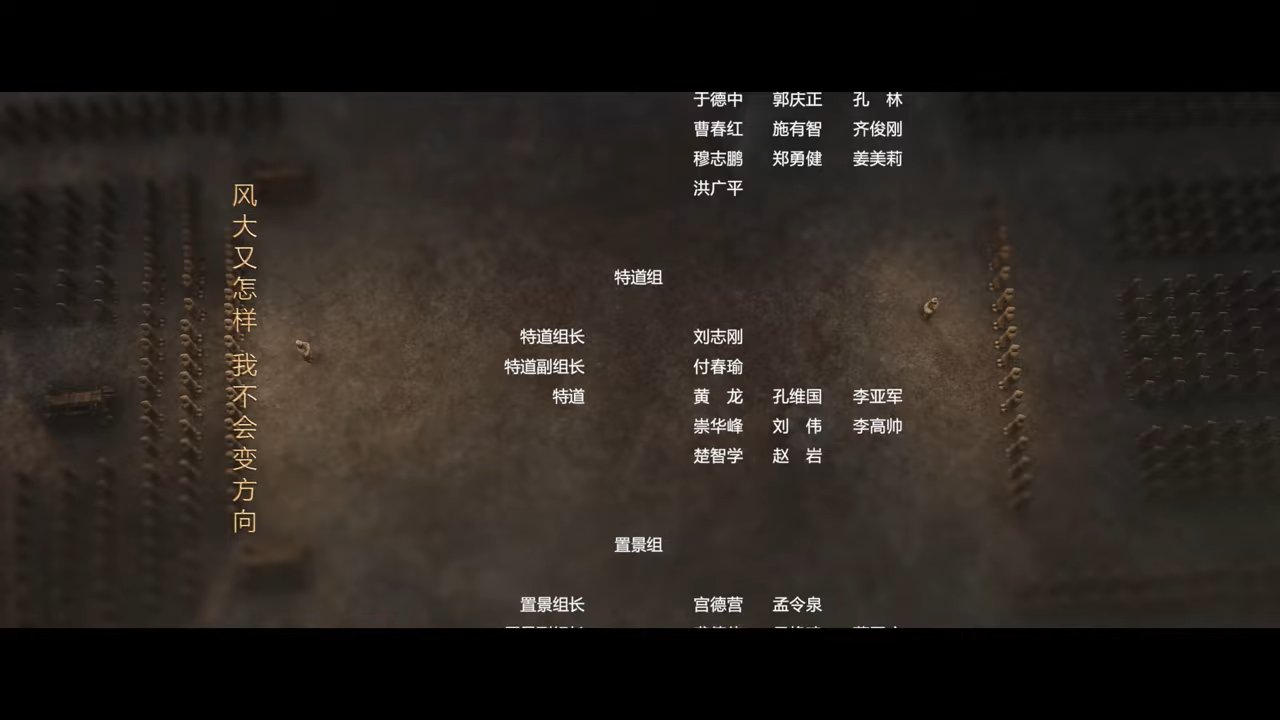 于德中 郭庆正 孔 林
曹春红 施有智 齐俊刚
穆志鹏 郑勇健 姜美莉
洪广平
特道组
特道组长 刘志刚
特道副组长 付春瑜
特道 黄 龙 孔维国 李亚军
崇华峰 刘 伟 李高帅
楚智学 赵 岩
置景组
置景组长 宫德营 孟令泉
风大又怎样 我不会变方向